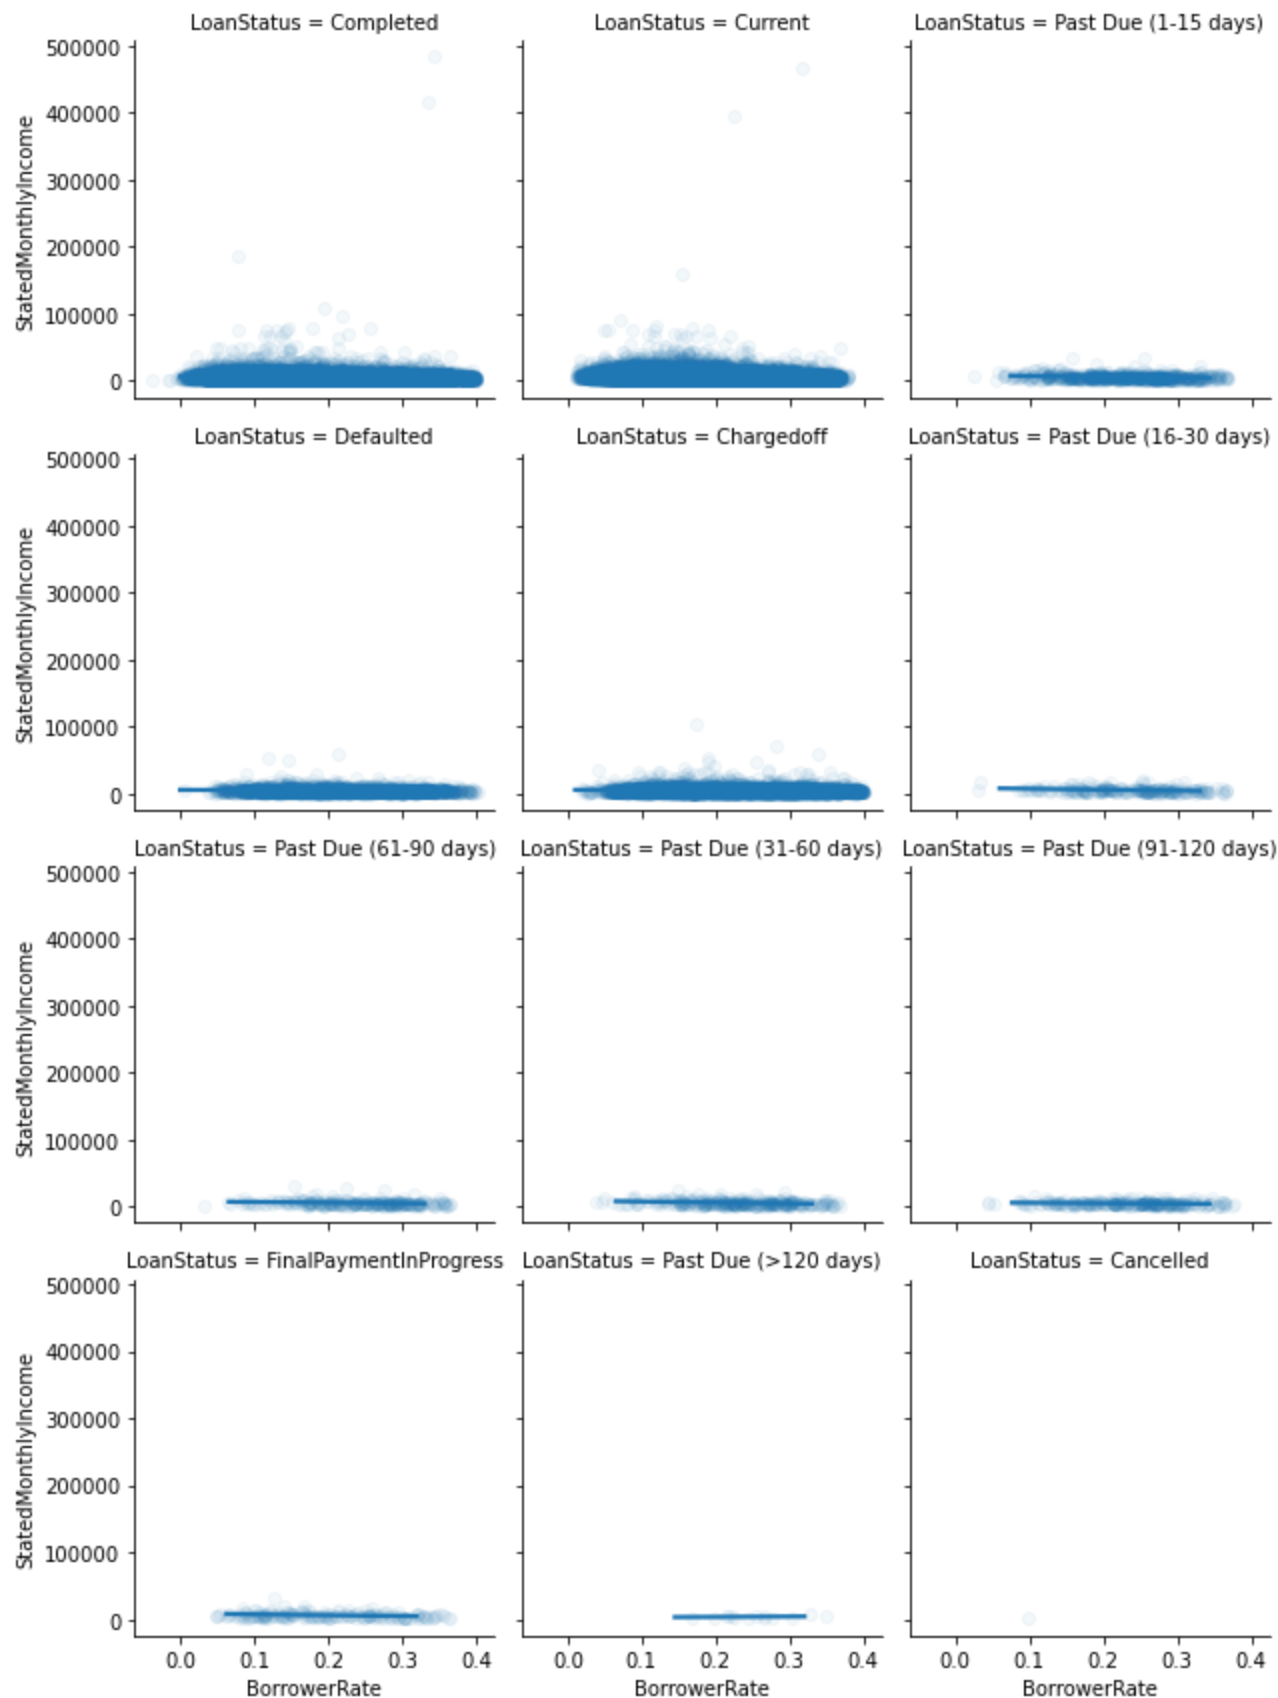 LoanStatus = Completed
LoanStatus = Current
LoanStatus = Past Due (1-15 days)
500000
400000
300000
200000
100000
0
StatedMonthlyIncome
LoanStatus = Defaulted
LoanStatus = Chargedoff
LoanStatus = Past Due (16-30 days)
500000
400000
300000
200000
100000
0
StatedMonthlyIncome
LoanStatus = Past Due (61-90 days)
LoanStatus = Past Due (31-60 days)
LoanStatus = Past Due (91-120 days)
500000
400000
300000
200000
100000
0
StatedMonthlyIncome
LoanStatus = FinalPaymentInProgress
LoanStatus = Past Due (>120 days)
LoanStatus = Cancelled
500000
400000
300000
200000
100000
0
StatedMonthlyIncome
0.0 0.1 0.2 0.3 0.4
BorrowerRate
0.0 0.1 0.2 0.3 0.4
BorrowerRate
0.0 0.1 0.2 0.3 0.4
BorrowerRate